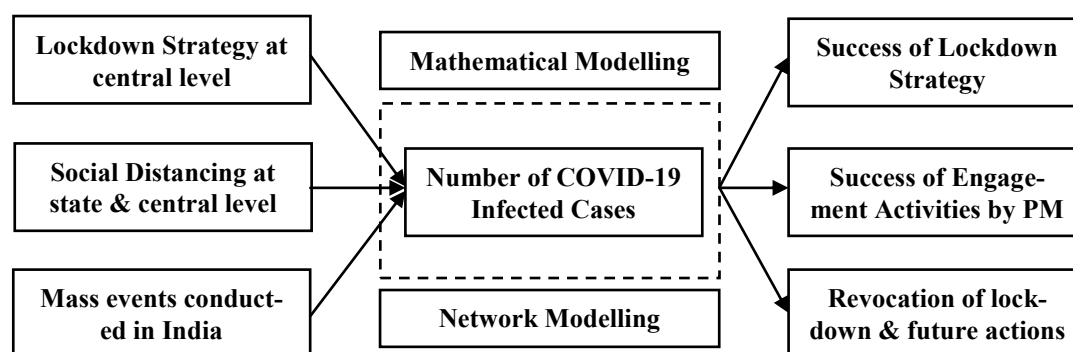 Lockdown Strategy at
central level
Social Distancing at
state & central level
Mass events conduct-
ed in India
Mathematical Modelling
Number of COVID-19
Infected Cases
Network Modelling
Success of Lockdown
Strategy
Success of Engage-
ment Activities by PM
Revocation of lock-
down & future actions